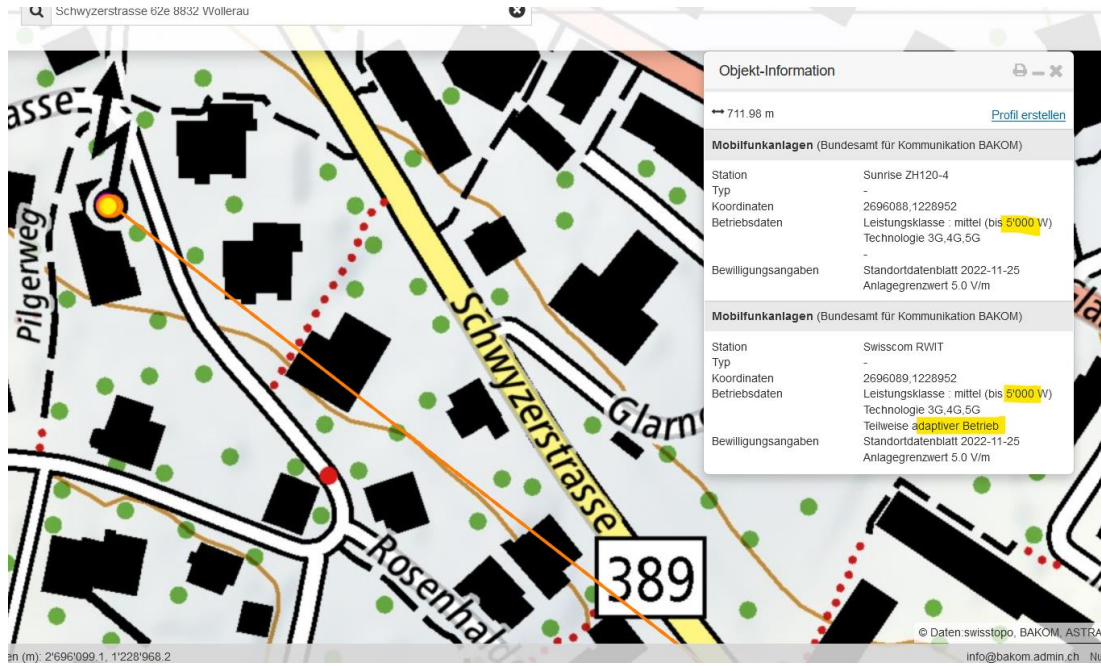 Schwyzerstrasse 62e 8832 Wollerau
Objekt-Information
711.98 m
Profil erstellen
Mobilfunkanlagen (Bundesamt für Kommunikation BAKOM)
Station Sunrise ZH120-4
Typ -
Koordinaten 2696088,1228952
Betriebsdaten Leistungsklasse : mittel (bis 5'000 W)
Technologie 3G,4G,5G
-
Bewilligungsangaben Standortdatenblatt 2022-11-25
Anlagegrenzwert 5.0 V/m
Mobilfunkanlagen (Bundesamt für Kommunikation BAKOM)
Station Swisscom RWIT
Typ -
Koordinaten 2696089,1228952
Betriebsdaten Leistungsklasse : mittel (bis 5'000 W)
Technologie 3G,4G,5G
Teilweise adaptiver Betrieb
Bewilligungsangaben Standortdatenblatt 2022-11-25
Anlagegrenzwert 5.0 V/m
asse
Pilgerweg
Schwyzerstrasse
Glarn
Gla
Rosenhalde
389
© Daten:swisstopo, BAKOM, ASTRA
en (m): 2'696'099.1, 1'228'968.2
info@bakom.admin.ch Nu